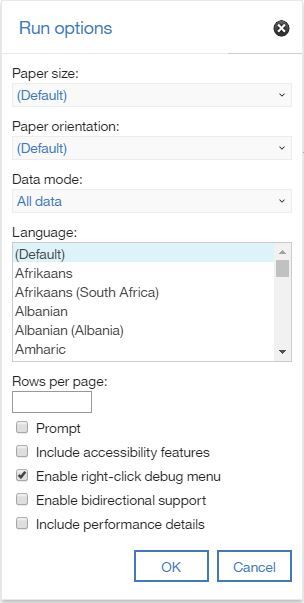 Run options
Paper size:
(Default)
Paper orientation:
(Default)
Data mode:
All data
Language:
(Default)
Afrikaans
Afrikaans (South Africa)
Albanian
Albanian (Albania)
Amharic
Rows per page:
Prompt
Include accessibility features
Enable right-click debug menu
Enable bidirectional support
Include performance details
OK Cancel